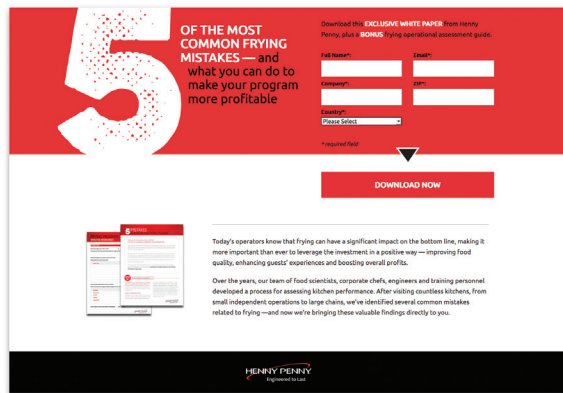 5
OF THE MOST
COMMON FRYING
MISTAKES — and
what you can do to
make your program
more profitable
Download this EXCLUSIVE WHITE PAPER from Henny
Penny, plus a BONUS frying operational assessment guide.
Full Name*:
Email*:
Company*:
ZIP*:
Country*:
Please Select
* required field
DOWNLOAD NOW
5 MISTAKES
Today's operators know that frying can have a significant impact on the bottom line, making it
more important than ever to leverage the investment in a positive way — improving food
quality, enhancing guests' experiences and boosting overall profits.
Over the years, our team of food scientists, corporate chefs, engineers and training personnel
developed a process for assessing kitchen performance. After visiting countless kitchens, from
small independent operations to large chains, we've identified several common mistakes
related to frying —and now we're bringing these valuable findings directly to you.
HENNY PENNY
Engineered to Last